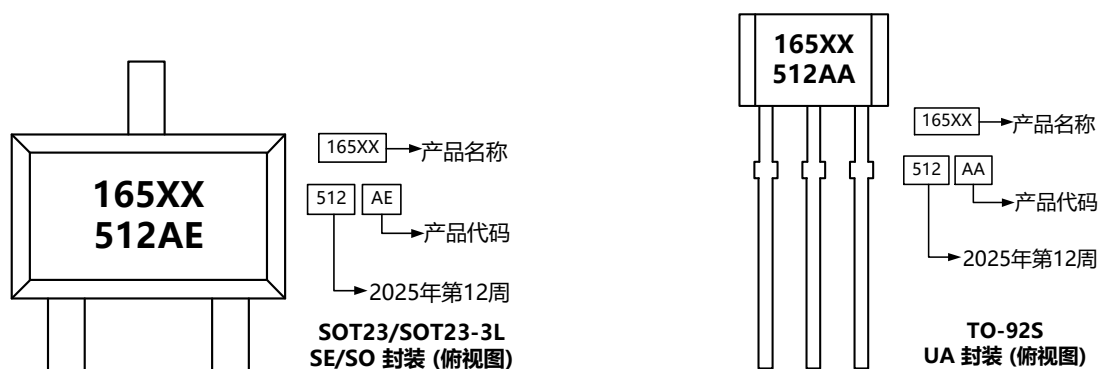 165XX
512AE
165XX
产品名称
512
AE
产品代码
2025年第12周
SOT23/SOT23-3L
SE/SO 封装 (俯视图)
165XX
512AA
165XX
产品名称
512
AA
产品代码
2025年第12周
TO-92S
UA 封装 (俯视图)